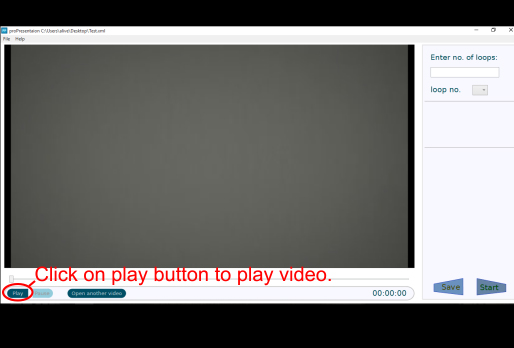 proPresentaion C:\Users\alive\Desktop\Test.xml
File Help
Enter no. of loops:
loop no.
Click on play button to play video.
Play Pause Open another video 00:00:00
Save Start